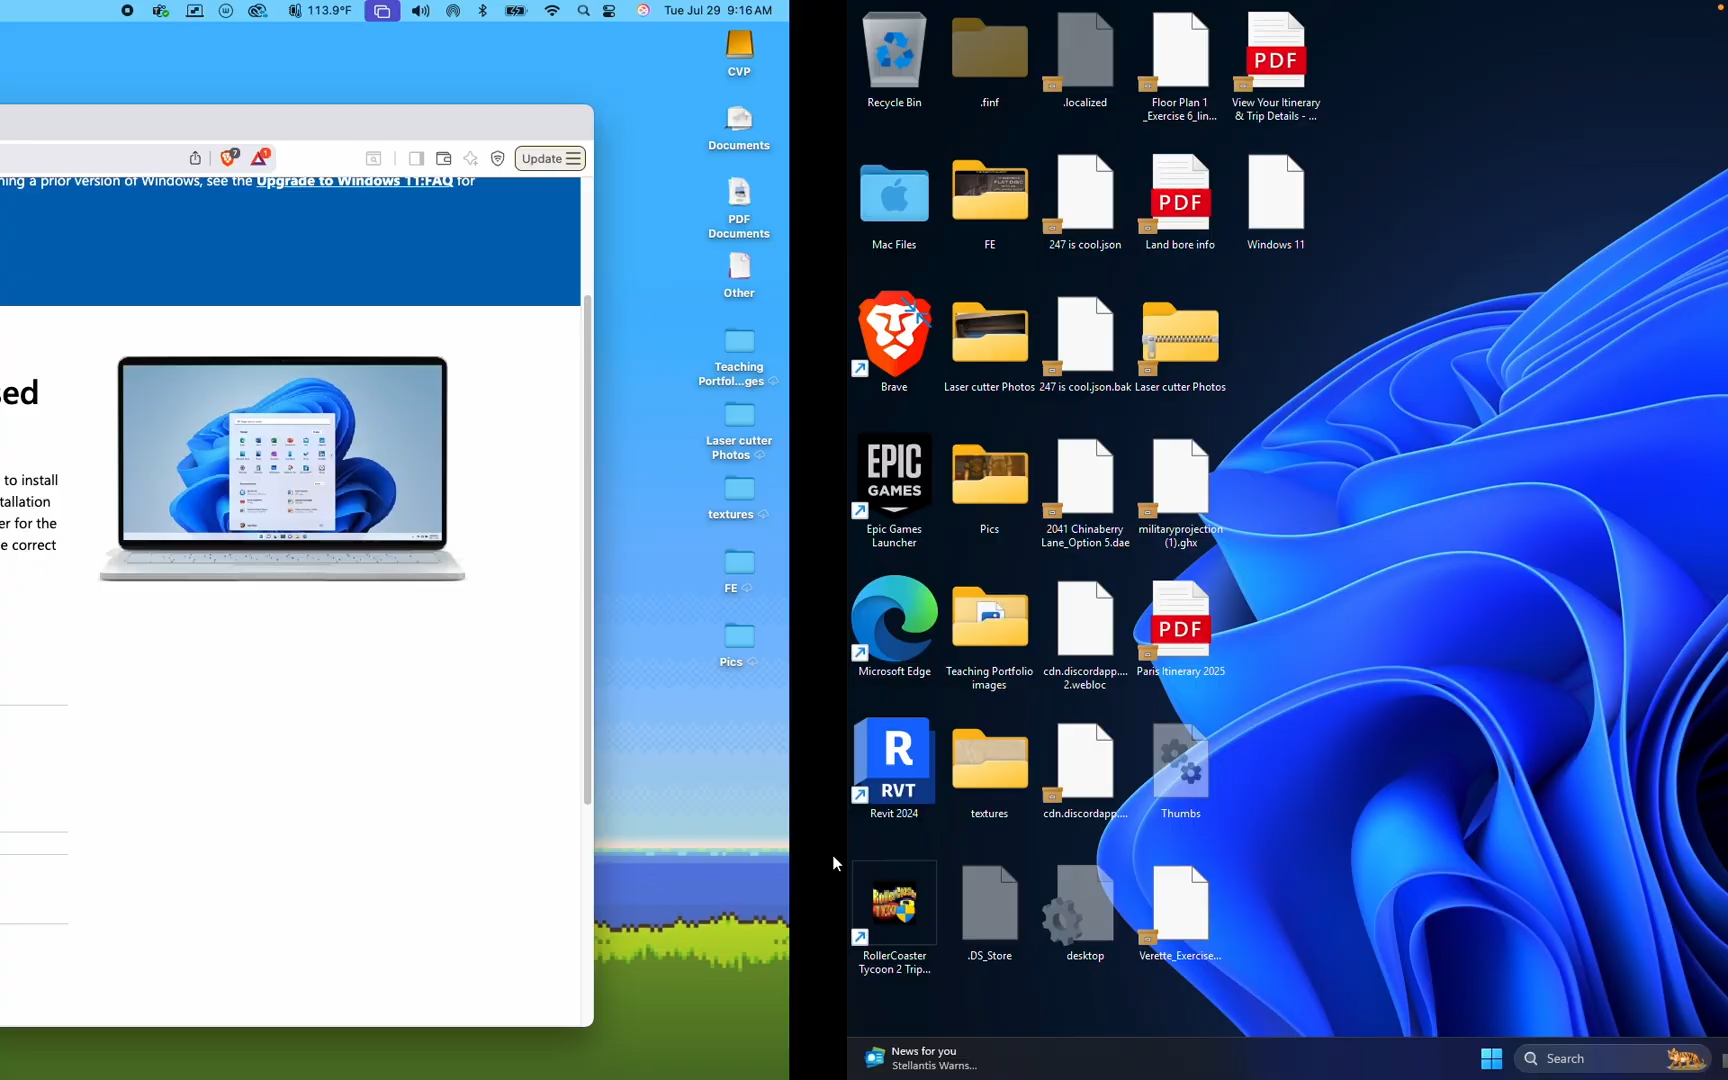 113.9°F
Tue Jul 29 9:16 AM
7
1
Update
ning a prior version of Windows, see the Upgrade to Windows 11:FAQ for
sed
to install
tallation
er for the
e correct
CVP
Documents
PDF
Documents
Other
Teaching
Portfol...ges
Laser cutter
Photos
textures
FE
Pics
Recycle Bin
.finf
.localized
Floor Plan 1
_Exercise 6_lin...
PDF
View Your Itinerary
& Trip Details - ...
Mac Files
FE
247 is cool.json
PDF
Land bore info
Windows 11
Brave
Laser cutter Photos
247 is cool.json.bak
Laser cutter Photos
EPIC
GAMES
Epic Games
Launcher
Pics
2041 Chinaberry
Lane_Option 5.dae
militaryprojection
(1).ghx
Microsoft Edge
Teaching Portfolio
images
cdn.discordapp....
2.webloc
PDF
Paris Itinerary 2025
R
RVT
Revit 2024
textures
cdn.discordapp....
Thumbs
RollerCoaster
Tycoon 2 Trip...
.DS_Store
desktop
Verette_Exercise...
News for you
Stellantis Warns...
Search